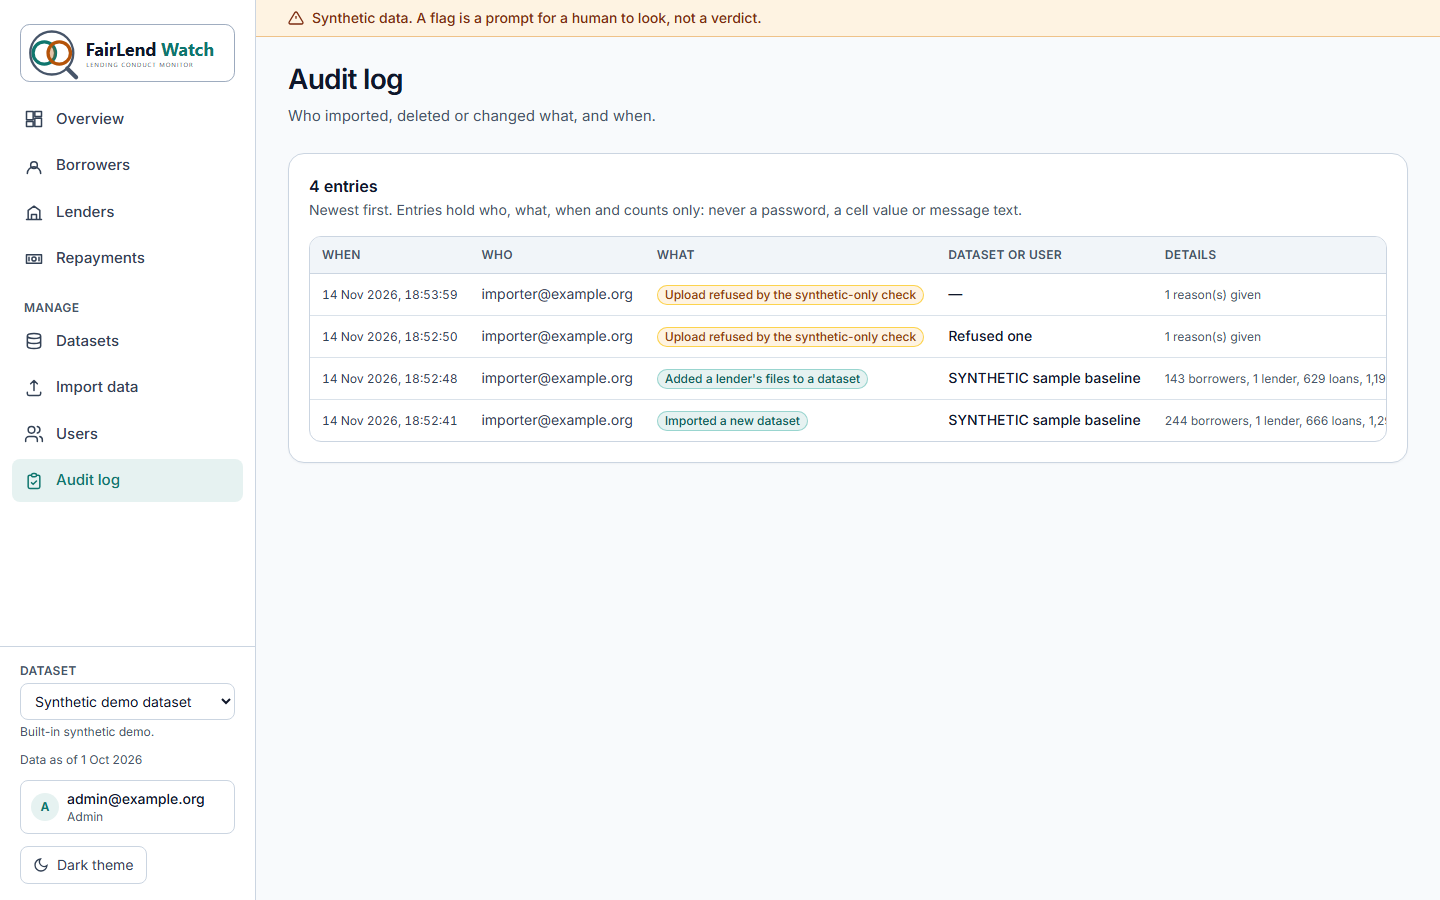 FairLend Watch
LENDING CONDUCT MONITOR
Overview
Borrowers
Lenders
Repayments
MANAGE
Datasets
Import data
Users
Audit log
DATASET
Synthetic demo dataset
Built-in synthetic demo.
Data as of 1 Oct 2026
A
admin@example.org
Admin
Dark theme
Synthetic data. A flag is a prompt for a human to look, not a verdict.
Audit log
Who imported, deleted or changed what, and when.
4 entries
Newest first. Entries hold who, what, when and counts only: never a password, a cell value or message text.
WHEN WHO WHAT DATASET OR USER DETAILS
14 Nov 2026, 18:53:59 importer@example.org Upload refused by the synthetic-only check — 1 reason(s) given
14 Nov 2026, 18:52:50 importer@example.org Upload refused by the synthetic-only check Refused one 1 reason(s) given
14 Nov 2026, 18:52:48 importer@example.org Added a lender's files to a dataset SYNTHETIC sample baseline 143 borrowers, 1 lender, 629 loans, 1,19
14 Nov 2026, 18:52:41 importer@example.org Imported a new dataset SYNTHETIC sample baseline 244 borrowers, 1 lender, 666 loans, 1,2